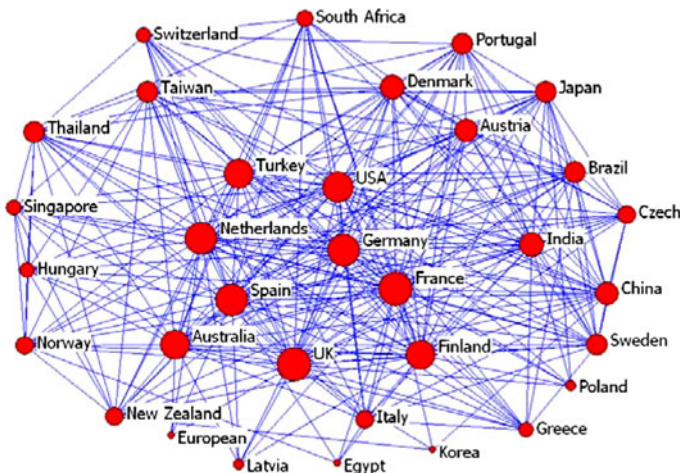 South Africa
Switzerland
Portugal
Taiwan
Denmark
Japan
Thailand
Austria
Turkey
USA
Brazil
Singapore
Czech
Netherlands
Germany
India
Hungary
Spain
France
China
Norway
Australia
UK
Finland
Sweden
Poland
New Zealand
Italy
Greece
European
Korea
Latvia
Egypt